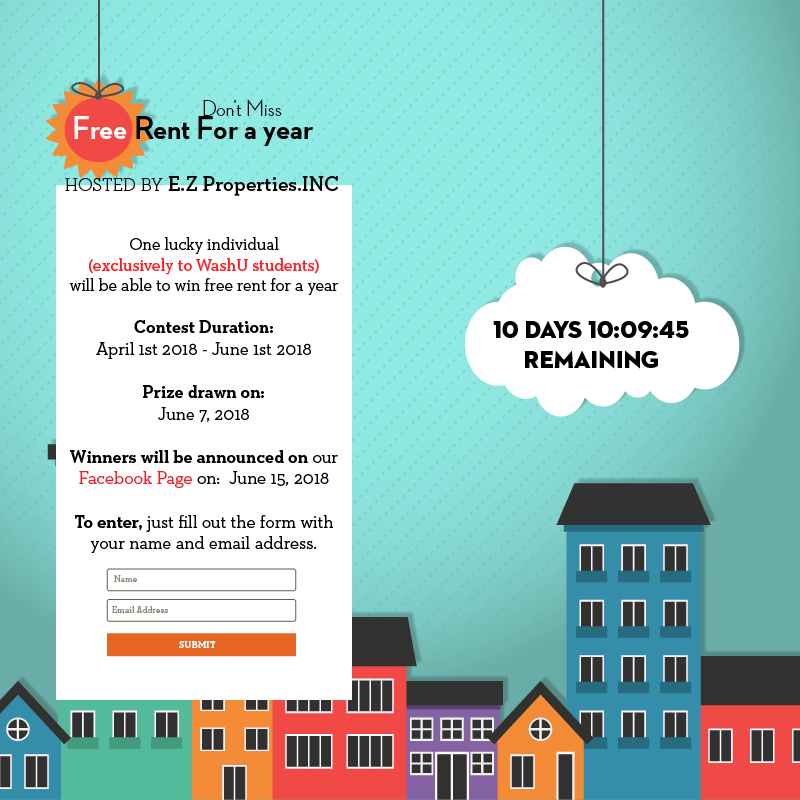 Don't Miss
Free Rent For a year
HOSTED BY E.Z Properties.INC
One lucky individual
(exclusively to WashU students)
will be able to win free rent for a year
Contest Duration:
April 1st 2018 - June 1st 2018
Prize drawn on:
June 7, 2018
Winners will be announced on our
Facebook Page on: June 15, 2018
To enter, just fill out the form with
your name and email address.
Name
Email Address
SUBMIT
10 DAYS 10:09:45
REMAINING